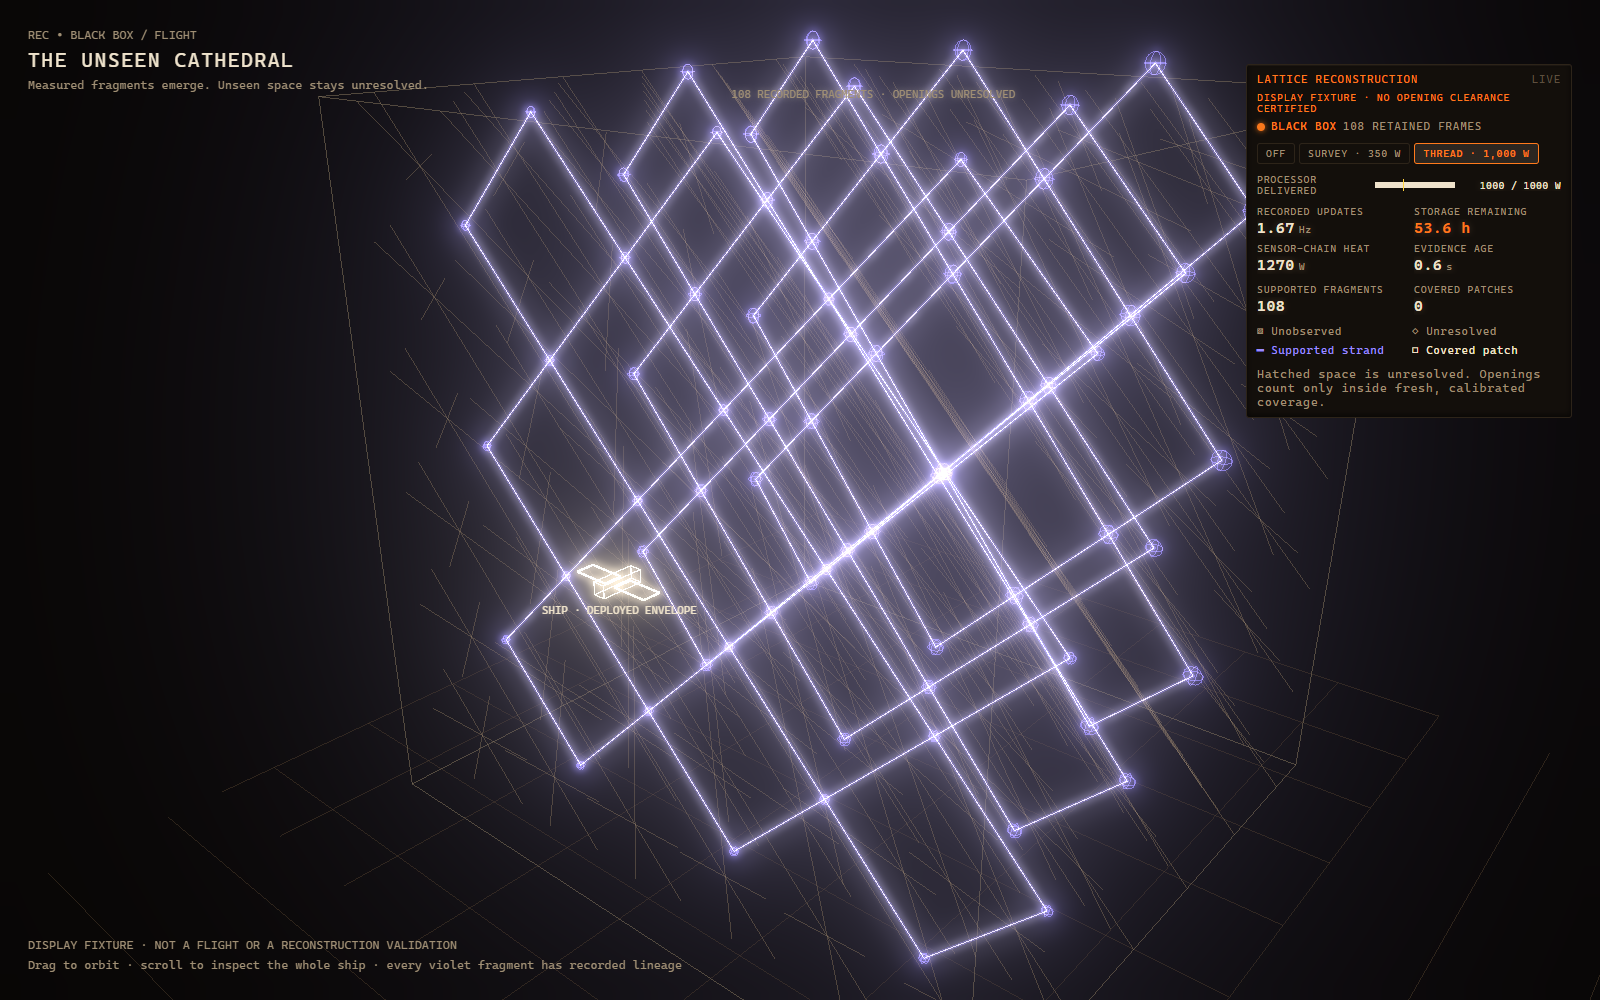 REC • BLACK BOX / FLIGHT
THE UNSEEN CATHEDRAL
Measured fragments emerge. Unseen space stays unresolved.
108 RECORDED FRAGMENTS · OPENINGS UNRESOLVED
LATTICE RECONSTRUCTION LIVE
DISPLAY FIXTURE · NO OPENING CLEARANCE
CERTIFIED
BLACK BOX 108 RETAINED FRAMES
OFF SURVEY · 350 W THREAD · 1,000 W
PROCESSOR
DELIVERED 1000 / 1000 W
RECORDED UPDATES STORAGE REMAINING
1.67 Hz 53.6 h
SENSOR-CHAIN HEAT EVIDENCE AGE
1270 W 0.6 s
SUPPORTED FRAGMENTS COVERED PATCHES
108 0
Unobserved Unresolved
Supported strand Covered patch
Hatched space is unresolved. Openings
count only inside fresh, calibrated
coverage.
SHIP · DEPLOYED ENVELOPE
DISPLAY FIXTURE · NOT A FLIGHT OR A RECONSTRUCTION VALIDATION
Drag to orbit · scroll to inspect the whole ship · every violet fragment has recorded lineage